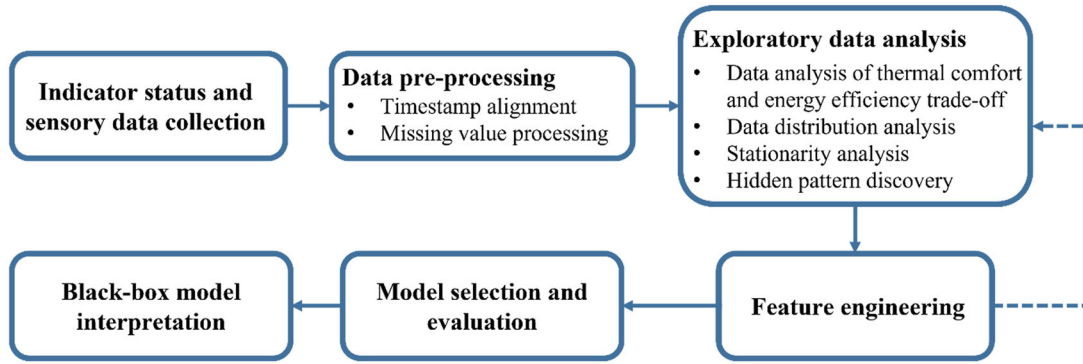 Indicator status and
sensory data collection
Data pre-processing
• Timestamp alignment
• Missing value processing
Exploratory data analysis
• Data analysis of thermal comfort
and energy efficiency trade-off
• Data distribution analysis
• Stationarity analysis
• Hidden pattern discovery
Black-box model
interpretation
Model selection and
evaluation
Feature engineering